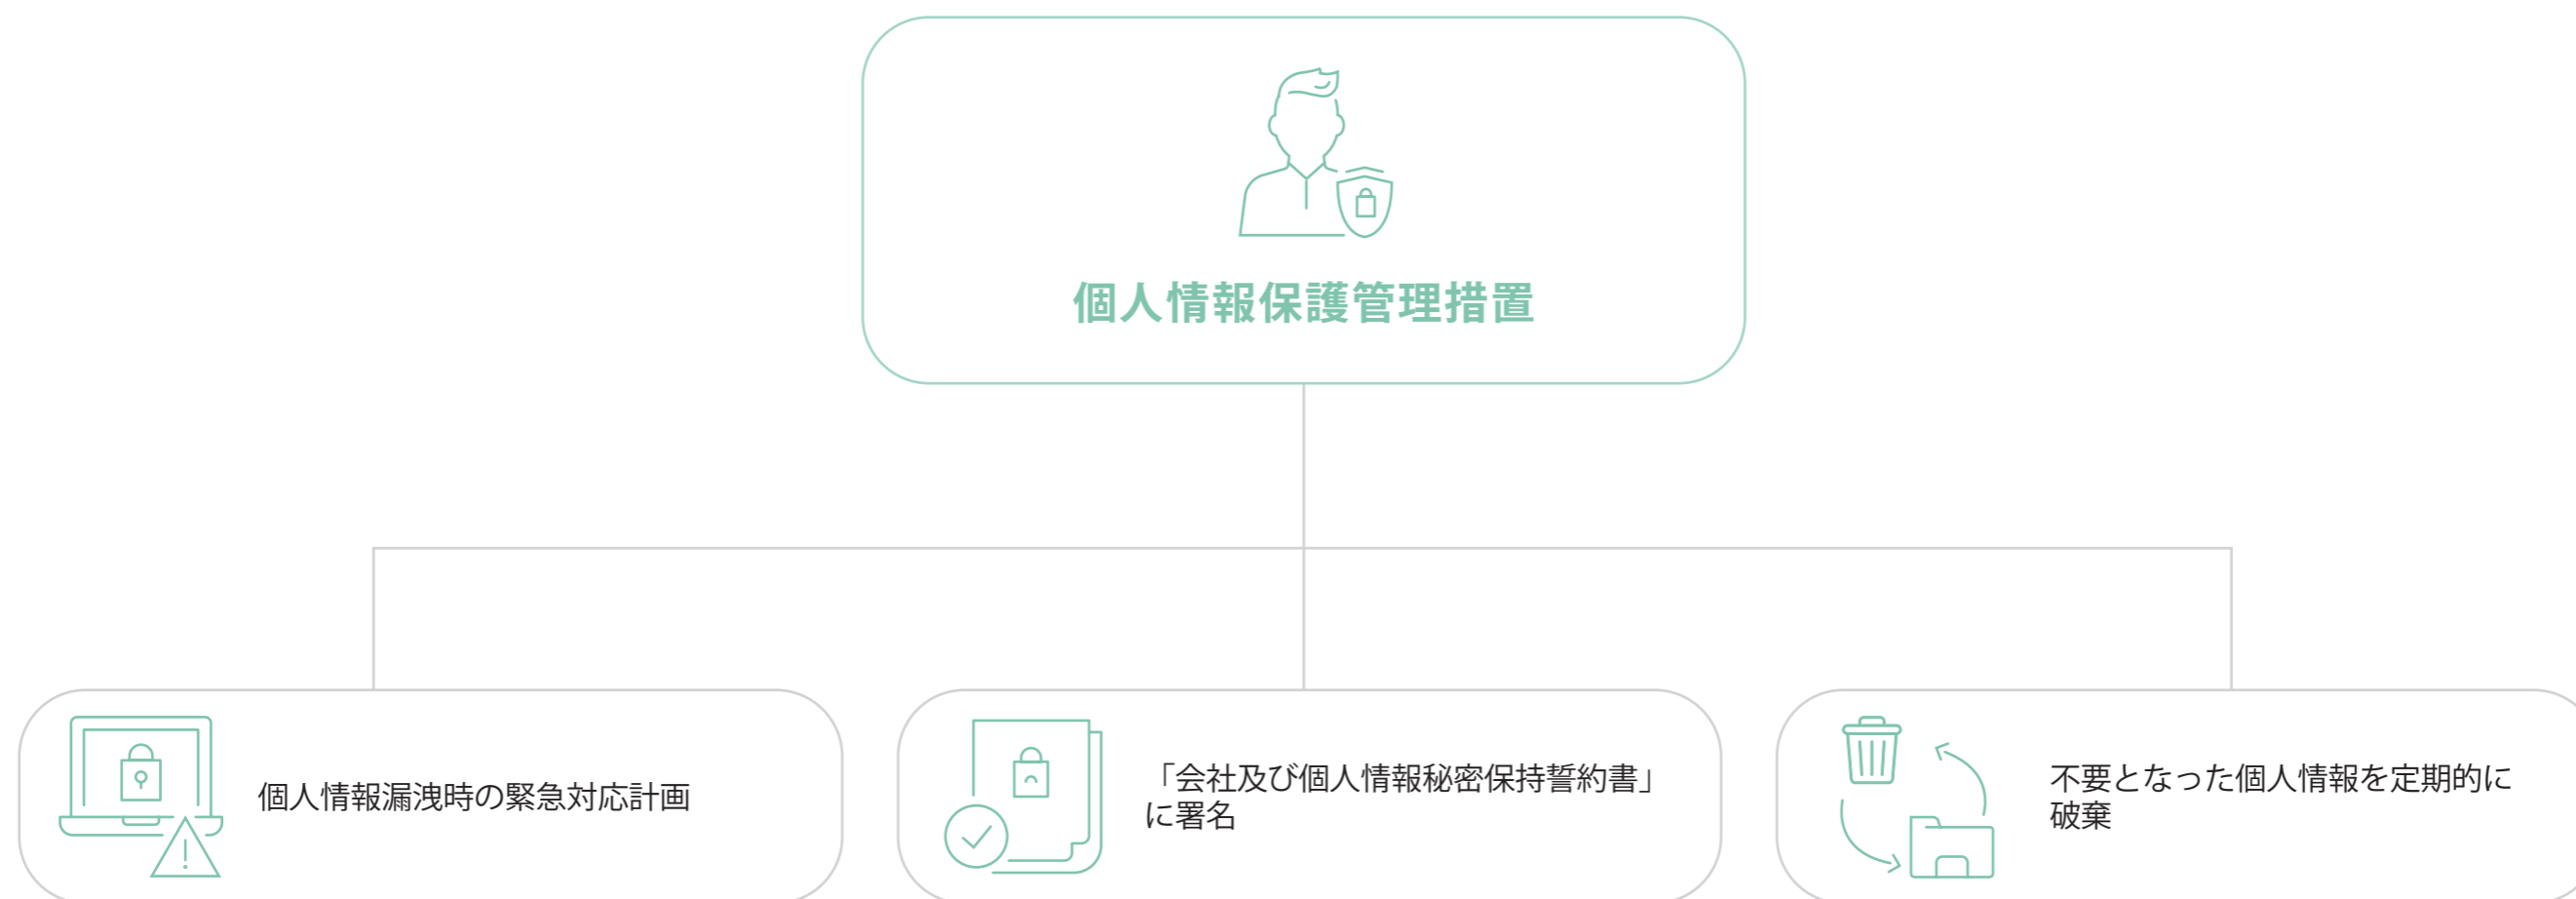 個人情報保護管理措置
個人情報漏洩時の緊急対応計画
「会社及び個人情報秘密保持誓約書」
に署名
不要となった個人情報を定期的に
破棄